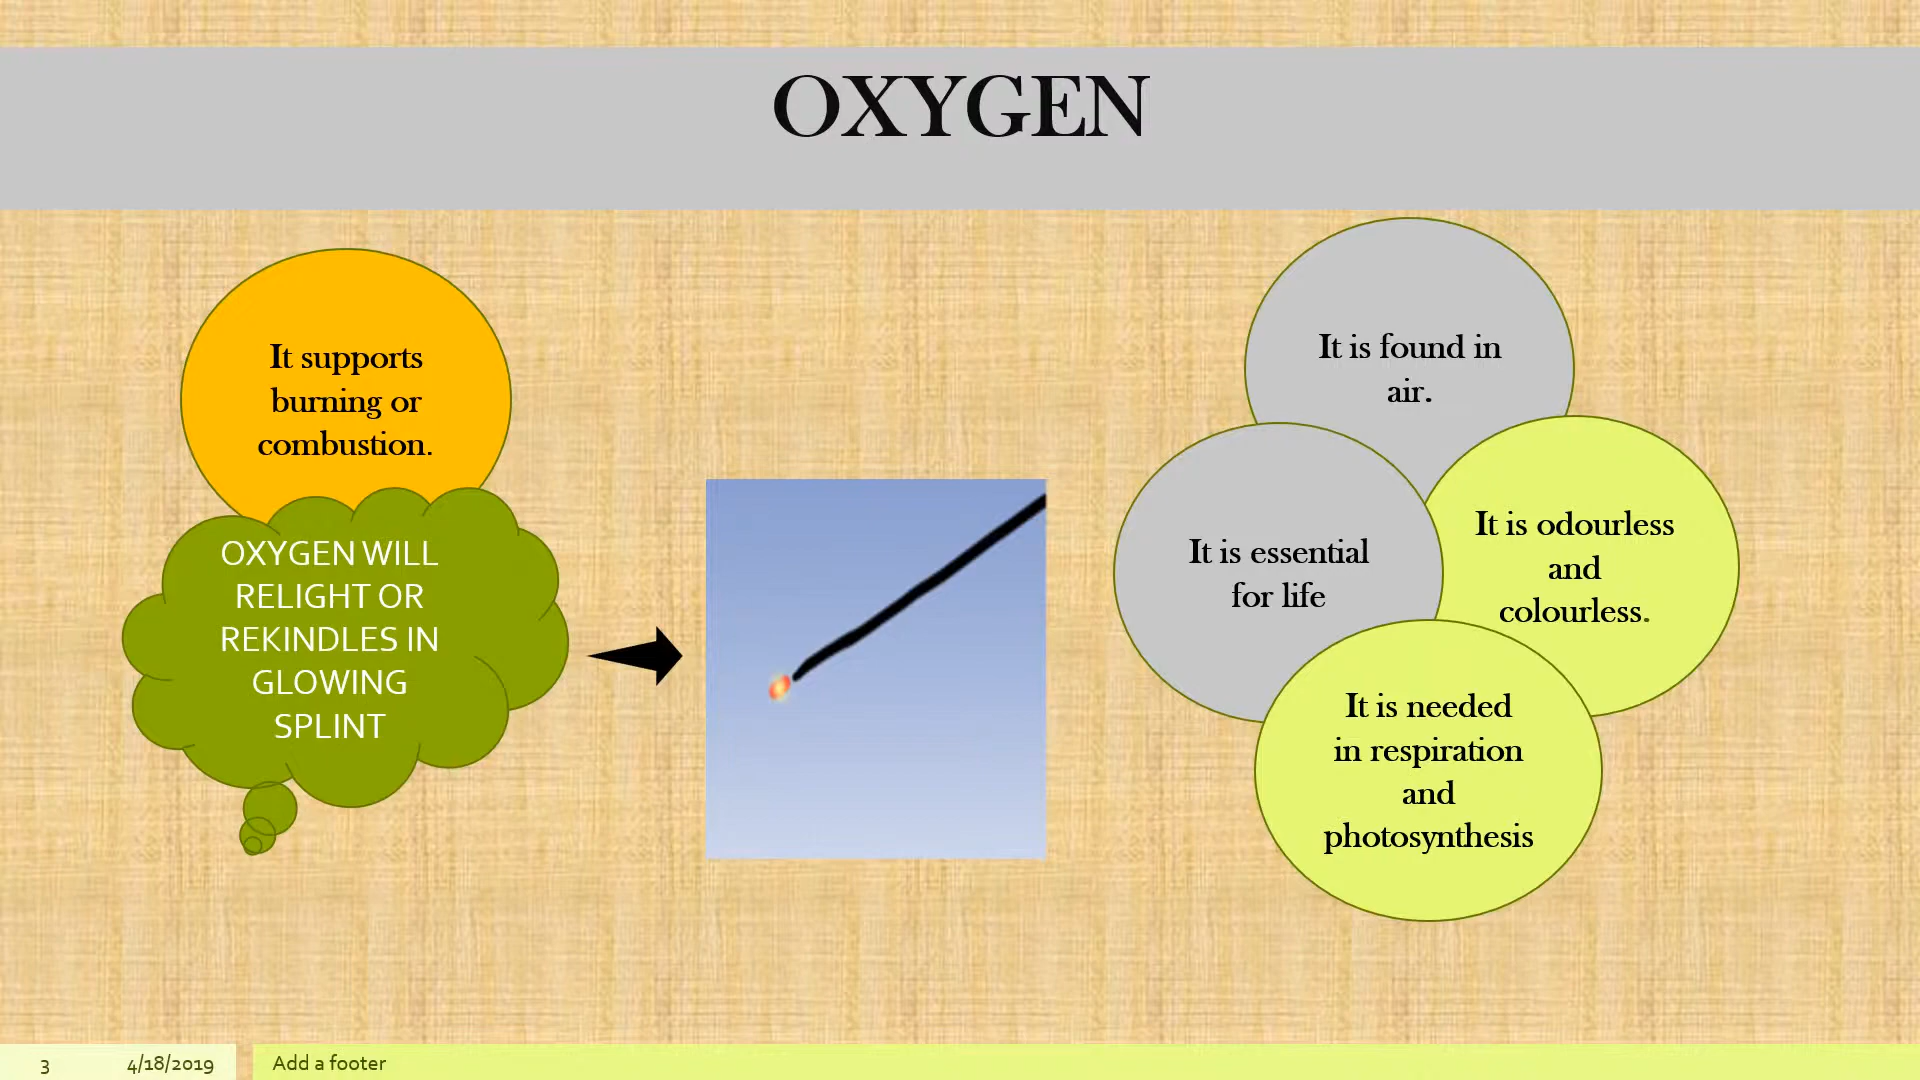 OXYGEN
It supports
burning or
combustion.
OXYGEN WILL
RELIGHT OR
REKINDLES IN
GLOWING
SPLINT
It is found in
air.
It is essential
for life
It is odourless
and
colourless.
It is needed
in respiration
and
photosynthesis
3
4/18/2019
Add a footer